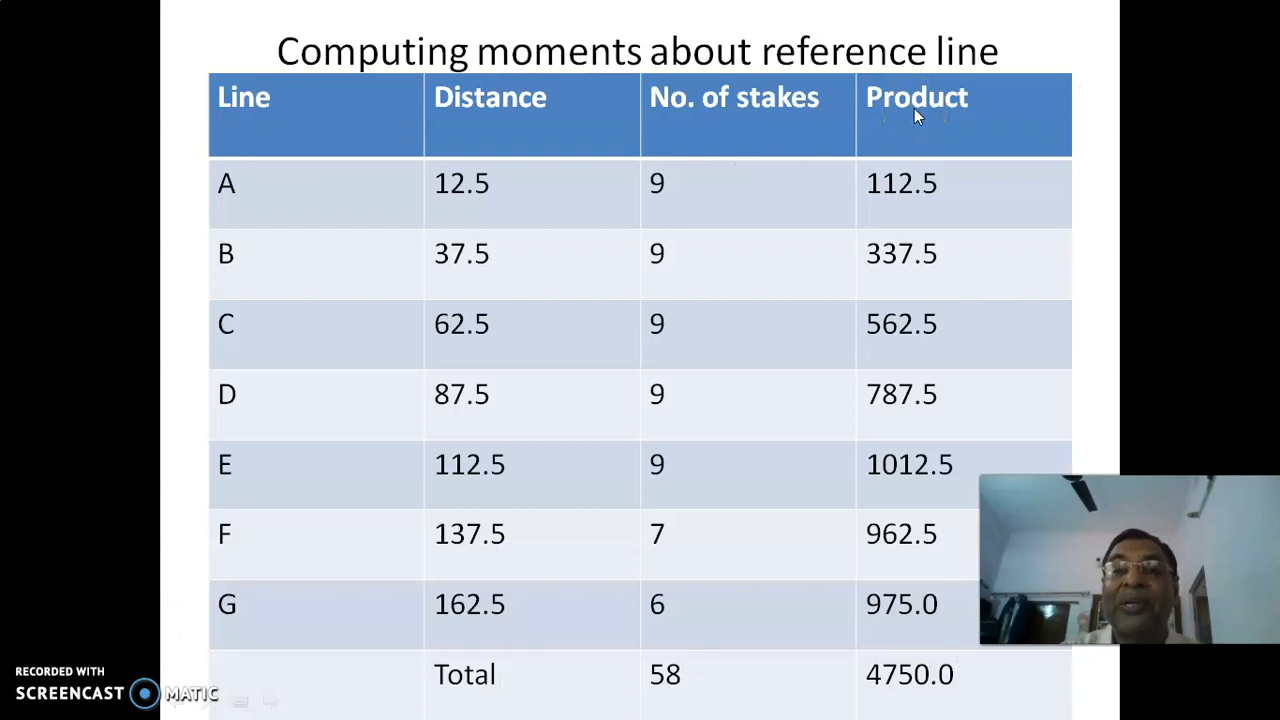 Computing moments about reference line
Line Distance No. of stakes Product
A 12.5 9 112.5
B 37.5 9 337.5
C 62.5 9 562.5
D 87.5 9 787.5
E 112.5 9 1012.5
F 137.5 7 962.5
G 162.5 6 975.0
Total 58 4750.0
RECORDED WITH
SCREENCAST MATIC